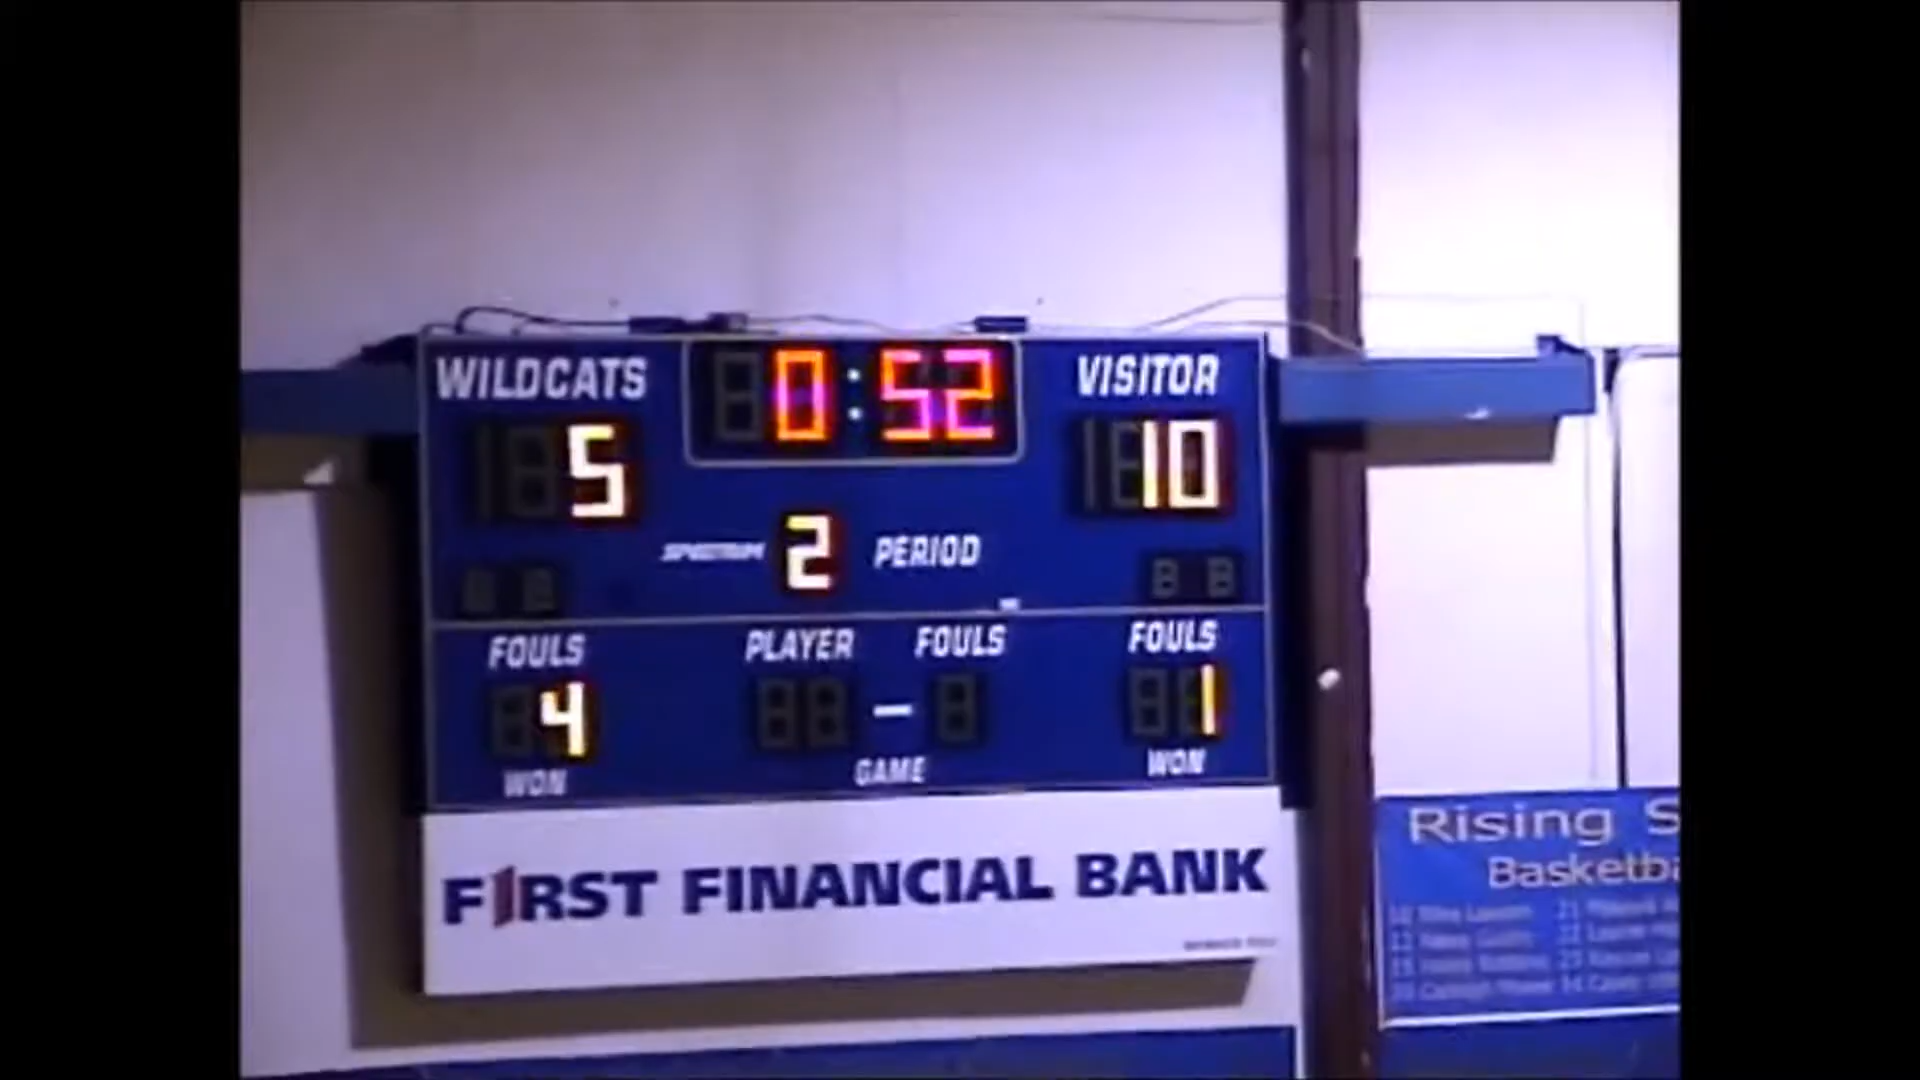 WILDCATS 0:52 VISITOR
5 10
SPECTRUM 2 PERIOD
FOULS PLAYER FOULS FOULS
4 - 1
WON GAME WON
FIRST FINANCIAL BANK
Rising S
Basketba